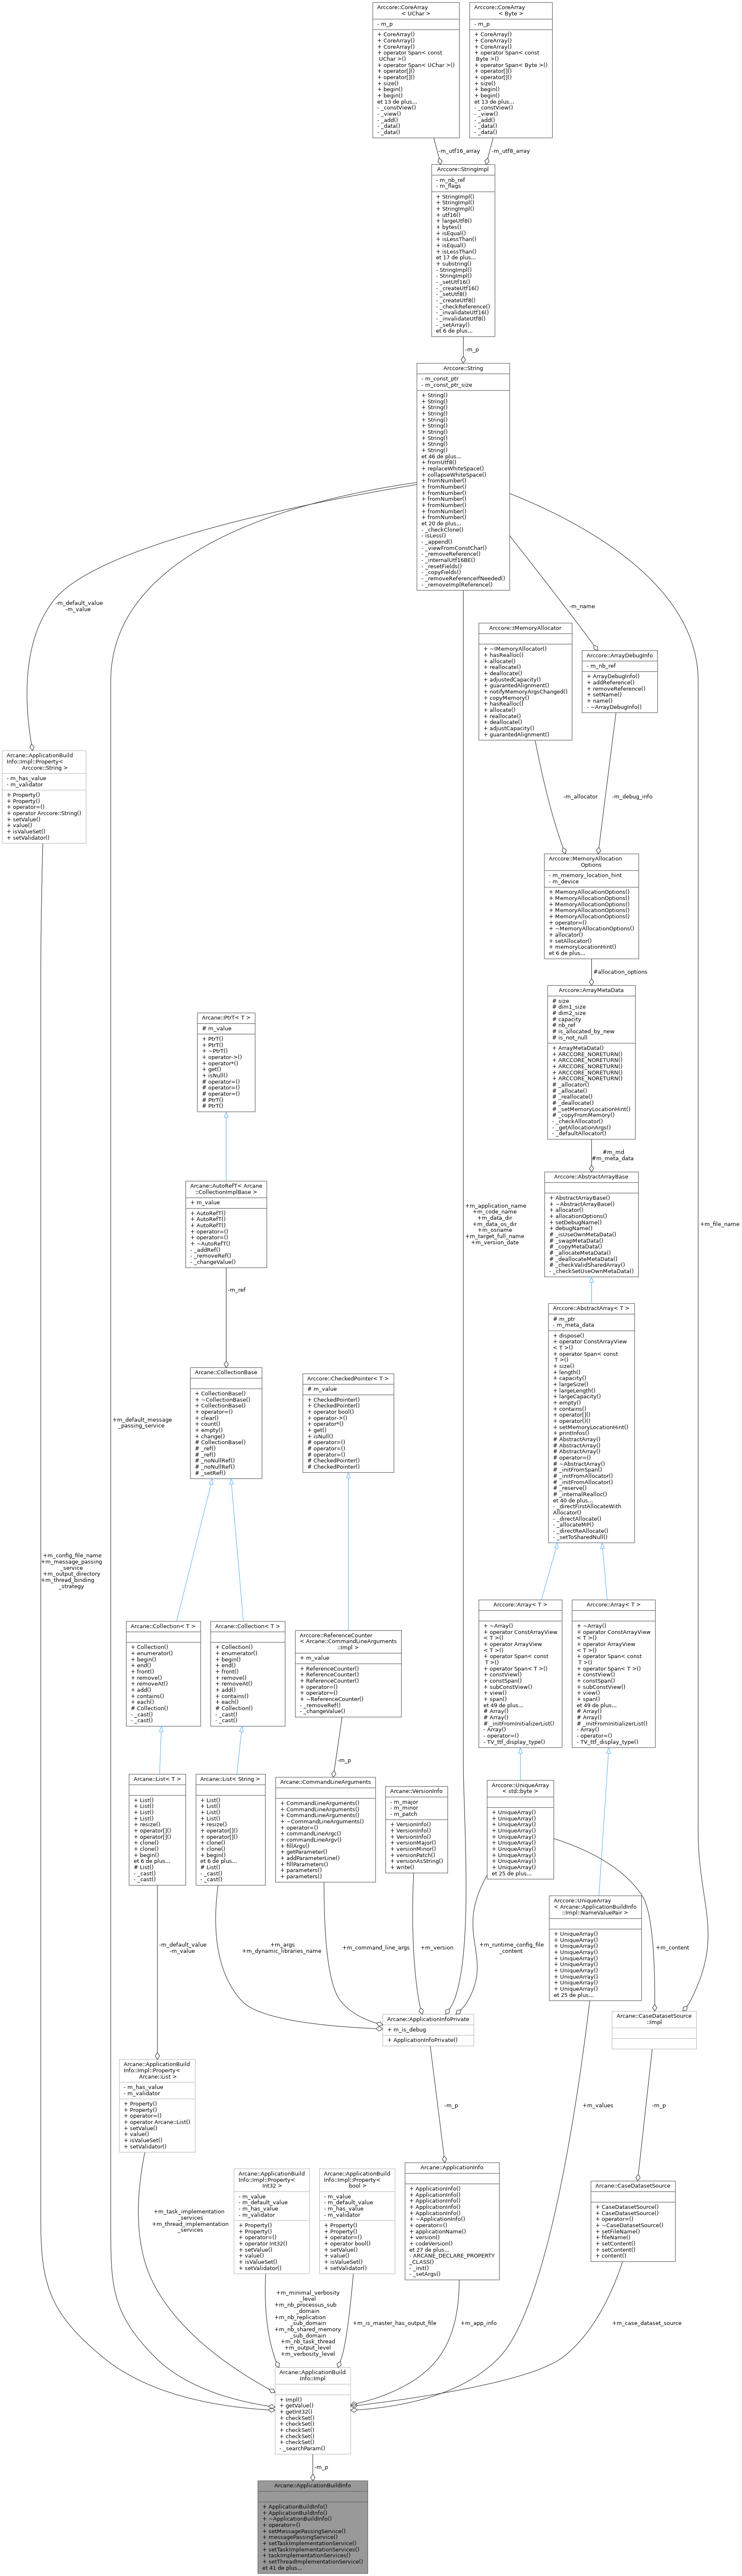 Arccore::CoreArray
< UChar >
- m_p
+ CoreArray()
+ CoreArray()
+ CoreArray()
+ operator Span< const
UChar >()
+ operator Span< UChar >()
+ operator[]()
+ operator[]()
+ size()
+ begin()
+ begin()
et 13 de plus...
- _constView()
- _view()
- _add()
- _data()
- _data()
Arccore::CoreArray
< Byte >
- m_p
+ CoreArray()
+ CoreArray()
+ CoreArray()
+ operator Span< const
Byte >()
+ operator Span< Byte >()
+ operator[]()
+ operator[]()
+ size()
+ begin()
+ begin()
et 13 de plus...
- _constView()
- _view()
- _add()
- _data()
- _data()
-m_utf16_array
-m_utf8_array
Arccore::StringImpl
- m_nb_ref
- m_flags
+ StringImpl()
+ StringImpl()
+ StringImpl()
+ utf16()
+ largeUtf8()
+ bytes()
+ isEqual()
+ isLessThan()
+ isEqual()
+ isLessThan()
et 17 de plus...
+ substring()
- StringImpl()
- StringImpl()
- _setUtf16()
- _createUtf16()
- _setUtf8()
- _createUtf8()
- _checkReference()
- _invalidateUtf16()
- _invalidateUtf8()
- _setArray()
et 6 de plus...
-m_p
Arccore::String
- m_const_ptr
- m_const_ptr_size
+ String()
+ String()
+ String()
+ String()
+ String()
+ String()
+ String()
+ String()
+ String()
+ String()
et 46 de plus...
+ fromUtf8()
+ replaceWhiteSpace()
+ collapseWhiteSpace()
+ fromNumber()
+ fromNumber()
+ fromNumber()
+ fromNumber()
+ fromNumber()
+ fromNumber()
+ fromNumber()
et 20 de plus...
- _checkClone()
- isLess()
- _append()
- _viewFromConstChar()
- _removeReference()
- _internalUtf16BE()
- _resetFields()
- _copyFields()
- _removeReferenceIfNeeded()
- _removeImplReference()
-m_default_value
-m_value
-m_name
Arccore::IMemoryAllocator
+ ~IMemoryAllocator()
+ hasRealloc()
+ allocate()
+ reallocate()
+ deallocate()
+ adjustedCapacity()
+ guarantedAlignment()
+ notifyMemoryArgsChanged()
+ copyMemory()
+ hasRealloc()
+ allocate()
+ reallocate()
+ deallocate()
+ adjustCapacity()
+ guarantedAlignment()
Arccore::ArrayDebugInfo
- m_nb_ref
+ ArrayDebugInfo()
+ addReference()
+ removeReference()
+ setName()
+ name()
- ~ArrayDebugInfo()
Arcane::ApplicationBuild
Info::Impl::Property<
Arccore::String >
- m_has_value
- m_validator
+ Property()
+ Property()
+ operator=()
+ operator Arccore::String()
+ setValue()
+ value()
+ isValueSet()
+ setValidator()
-m_allocator
-m_debug_info
Arccore::MemoryAllocation
Options
- m_memory_location_hint
- m_device
+ MemoryAllocationOptions()
+ MemoryAllocationOptions()
+ MemoryAllocationOptions()
+ MemoryAllocationOptions()
+ MemoryAllocationOptions()
+ operator=()
+ ~MemoryAllocationOptions()
+ allocator()
+ setAllocator()
+ memoryLocationHint()
et 6 de plus...
#allocation_options
Arccore::ArrayMetaData
# size
# dim1_size
# dim2_size
# capacity
# nb_ref
# is_allocated_by_new
# is_not_null
+ ArrayMetaData()
+ ARCCORE_NORETURN()
+ ARCCORE_NORETURN()
+ ARCCORE_NORETURN()
+ ARCCORE_NORETURN()
+ ARCCORE_NORETURN()
# _allocator()
# _allocate()
# _reallocate()
# _deallocate()
# _setMemoryLocationHint()
# _copyFromMemory()
- _checkAllocator()
- _getAllocationArgs()
- _defaultAllocator()
Arcane::PtrT< T >
# m_value
+ PtrT()
+ PtrT()
+ ~PtrT()
+ operator->()
+ operator*()
+ get()
+ isNull()
# operator=()
# operator=()
# operator=()
# PtrT()
# PtrT()
#m_md
#m_meta_data
Arcane::AutoRefT< Arcane
::CollectionImplBase >
+ m_value
+ AutoRefT()
+ AutoRefT()
+ AutoRefT()
+ operator=()
+ operator=()
+ ~AutoRefT()
- _addRef()
- _removeRef()
- _changeValue()
+m_application_name
+m_code_name
+m_data_dir
+m_data_os_dir
+m_osname
+m_target_full_name
+m_version_date
+m_file_name
Arccore::AbstractArrayBase
+ AbstractArrayBase()
+ ~AbstractArrayBase()
+ allocator()
+ allocationOptions()
+ setDebugName()
+ debugName()
# _isUseOwnMetaData()
# _swapMetaData()
# _copyMetaData()
# _allocateMetaData()
# _deallocateMetaData()
# _checkValidSharedArray()
- _checkSetUseOwnMetaData()
-m_ref
Arccore::AbstractArray< T >
# m_ptr
- m_meta_data
+ dispose()
+ operator ConstArrayView
< T >()
+ operator Span< const
T >()
+ size()
+ length()
+ capacity()
+ largeSize()
+ largeLength()
+ largeCapacity()
+ empty()
+ contains()
+ operator[]()
+ operator()()
+ setMemoryLocationHint()
+ printInfos()
# AbstractArray()
# AbstractArray()
# AbstractArray()
# operator=()
# ~AbstractArray()
# _initFromSpan()
# _initFromAllocator()
# _initFromAllocator()
# _reserve()
# _internalRealloc()
et 40 de plus...
- _directFirstAllocateWith
Allocator()
- _directAllocate()
- _allocateMP()
- _directReAllocate()
- _setToSharedNull()
Arcane::CollectionBase
+ CollectionBase()
+ ~CollectionBase()
+ CollectionBase()
+ operator=()
+ clear()
+ count()
+ empty()
+ change()
# CollectionBase()
# _ref()
# _ref()
# _noNullRef()
# _noNullRef()
# _setRef()
Arccore::CheckedPointer< T >
# m_value
+ CheckedPointer()
+ CheckedPointer()
+ operator bool()
+ operator->()
+ operator*()
+ get()
+ isNull()
# operator=()
# operator=()
# operator=()
# CheckedPointer()
# CheckedPointer()
+m_default_message
_passing_service
+m_config_file_name
+m_message_passing
_service
+m_output_directory
+m_thread_binding
_strategy
Arcane::Collection< T >
+ Collection()
+ enumerator()
+ begin()
+ end()
+ front()
+ remove()
+ removeAt()
+ add()
+ contains()
+ each()
# Collection()
- _cast()
- _cast()
Arcane::Collection< T >
+ Collection()
+ enumerator()
+ begin()
+ end()
+ front()
+ remove()
+ removeAt()
+ add()
+ contains()
+ each()
# Collection()
- _cast()
- _cast()
Arccore::ReferenceCounter
< Arcane::CommandLineArguments
::Impl >
+ m_value
+ ReferenceCounter()
+ ReferenceCounter()
+ ReferenceCounter()
+ operator=()
+ operator=()
+ ~ReferenceCounter()
- _removeRef()
- _changeValue()
Arccore::Array< T >
+ ~Array()
+ operator ConstArrayView
< T >()
+ operator ArrayView
< T >()
+ operator Span< const
T >()
+ operator Span< T >()
+ constView()
+ constSpan()
+ subConstView()
+ view()
+ span()
et 49 de plus...
# Array()
# Array()
# _initFromInitializerList()
- Array()
- operator=()
- TV_ttf_display_type()
Arccore::Array< T >
+ ~Array()
+ operator ConstArrayView
< T >()
+ operator ArrayView
< T >()
+ operator Span< const
T >()
+ operator Span< T >()
+ constView()
+ constSpan()
+ subConstView()
+ view()
+ span()
et 49 de plus...
# Array()
# Array()
# _initFromInitializerList()
- Array()
- operator=()
- TV_ttf_display_type()
-m_p
Arcane::List< T >
+ List()
+ List()
+ List()
+ List()
+ resize()
+ operator[]()
+ operator[]()
+ clone()
+ clone()
+ begin()
et 6 de plus...
# List()
- _cast()
- _cast()
Arcane::List< String >
+ List()
+ List()
+ List()
+ List()
+ resize()
+ operator[]()
+ operator[]()
+ clone()
+ clone()
+ begin()
et 6 de plus...
# List()
- _cast()
- _cast()
Arcane::CommandLineArguments
+ CommandLineArguments()
+ CommandLineArguments()
+ CommandLineArguments()
+ ~CommandLineArguments()
+ operator=()
+ commandLineArgc()
+ commandLineArgv()
+ fillArgs()
+ getParameter()
+ addParameterLine()
+ fillParameters()
+ parameters()
+ parameters()
Arcane::VersionInfo
- m_major
- m_minor
- m_patch
+ VersionInfo()
+ VersionInfo()
+ VersionInfo()
+ versionMajor()
+ versionMinor()
+ versionPatch()
+ versionAsString()
+ write()
Arccore::UniqueArray
< std::byte >
+ UniqueArray()
+ UniqueArray()
+ UniqueArray()
+ UniqueArray()
+ UniqueArray()
+ UniqueArray()
+ UniqueArray()
+ UniqueArray()
+ UniqueArray()
+ UniqueArray()
et 25 de plus...
Arccore::UniqueArray
< Arcane::ApplicationBuildInfo
::Impl::NameValuePair >
+ UniqueArray()
+ UniqueArray()
+ UniqueArray()
+ UniqueArray()
+ UniqueArray()
+ UniqueArray()
+ UniqueArray()
+ UniqueArray()
+ UniqueArray()
+ UniqueArray()
et 25 de plus...
-m_default_value
-m_value
+m_args
+m_dynamic_libraries_name
+m_command_line_args
+m_version
+m_runtime_config_file
_content
+m_content
Arcane::ApplicationInfoPrivate
+ m_is_debug
+ ApplicationInfoPrivate()
Arcane::CaseDatasetSource
::Impl
Arcane::ApplicationBuild
Info::Impl::Property<
Arcane::List >
- m_has_value
- m_validator
+ Property()
+ Property()
+ operator=()
+ operator Arcane::List()
+ setValue()
+ value()
+ isValueSet()
+ setValidator()
-m_p
+m_values
-m_p
Arcane::ApplicationBuild
Info::Impl::Property<
Int32 >
- m_value
- m_default_value
- m_has_value
- m_validator
+ Property()
+ Property()
+ operator=()
+ operator Int32()
+ setValue()
+ value()
+ isValueSet()
+ setValidator()
Arcane::ApplicationBuild
Info::Impl::Property<
bool >
- m_value
- m_default_value
- m_has_value
- m_validator
+ Property()
+ Property()
+ operator=()
+ operator bool()
+ setValue()
+ value()
+ isValueSet()
+ setValidator()
Arcane::ApplicationInfo
+ ApplicationInfo()
+ ApplicationInfo()
+ ApplicationInfo()
+ ApplicationInfo()
+ ApplicationInfo()
+ ~ApplicationInfo()
+ operator=()
+ applicationName()
+ version()
+ codeVersion()
et 27 de plus...
- ARCANE_DECLARE_PROPERTY
_CLASS()
- _init()
- _setArgs()
Arcane::CaseDatasetSource
+ CaseDatasetSource()
+ CaseDatasetSource()
+ operator=()
+ ~CaseDatasetSource()
+ setFileName()
+ fileName()
+ setContent()
+ setContent()
+ content()
+m_task_implementation
_services
+m_thread_implementation
_services
+m_minimal_verbosity
_level
+m_nb_processus_sub
_domain
+m_nb_replication
_sub_domain
+m_nb_shared_memory
_sub_domain
+m_nb_task_thread
+m_output_level
+m_verbosity_level
+m_is_master_has_output_file
+m_app_info
+m_case_dataset_source
Arcane::ApplicationBuild
Info::Impl
+ Impl()
+ getValue()
+ getInt32()
+ checkSet()
+ checkSet()
+ checkSet()
+ checkSet()
+ checkSet()
- _searchParam()
-m_p
Arcane::ApplicationBuildInfo
+ ApplicationBuildInfo()
+ ApplicationBuildInfo()
+ ~ApplicationBuildInfo()
+ operator=()
+ setMessagePassingService()
+ messagePassingService()
+ setTaskImplementationService()
+ setTaskImplementationServices()
+ taskImplementationServices()
+ setThreadImplementationService()
et 41 de plus...